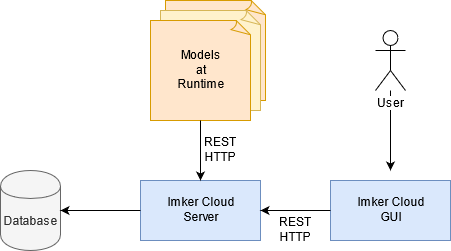 Models
at
Runtime
User
REST
HTTP
Database
Imker Cloud
Server
REST
HTTP
Imker Cloud
GUI